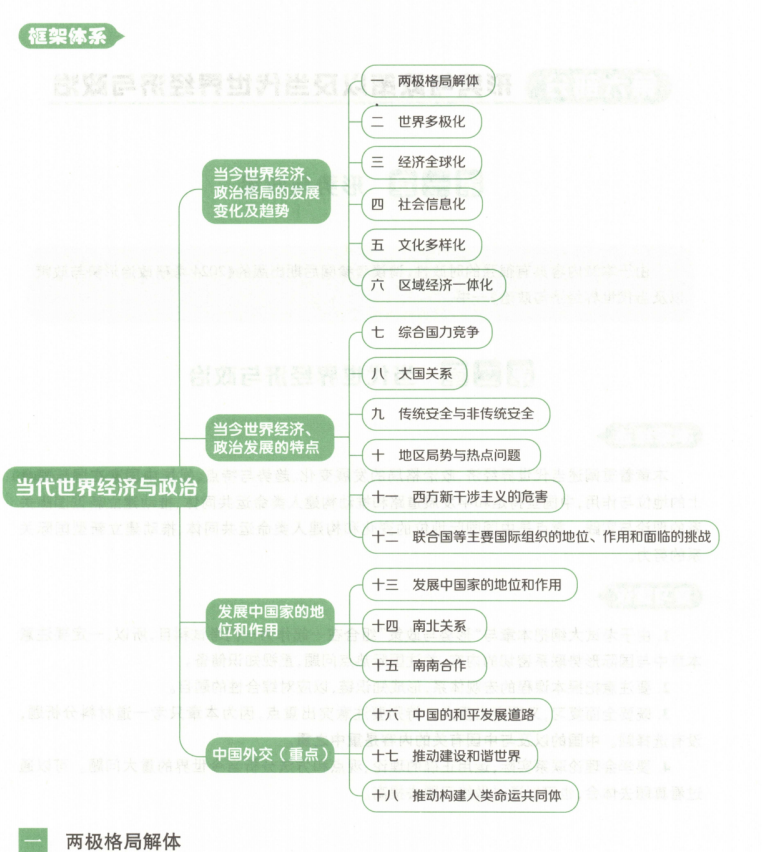 框架体系
当代世界经济与政治
当今世界经济、
政治格局的发展
变化及趋势
一 两极格局解体
二 世界多极化
三 经济全球化
四 社会信息化
五 文化多样化
六 区域经济一体化
当今世界经济、
政治发展的特点
七 综合国力竞争
八 大国关系
九 传统安全与非传统安全
十 地区局势与热点问题
十一 西方新干涉主义的危害
十二 联合国等主要国际组织的地位、作用和面临的挑战
发展中国家的地
位和作用
十三 发展中国家的地位和作用
十四 南北关系
十五 南南合作
中国外交(重点)
十六 中国的和平发展道路
十七 推动建设和谐世界
十八 推动构建人类命运共同体
一 两极格局解体